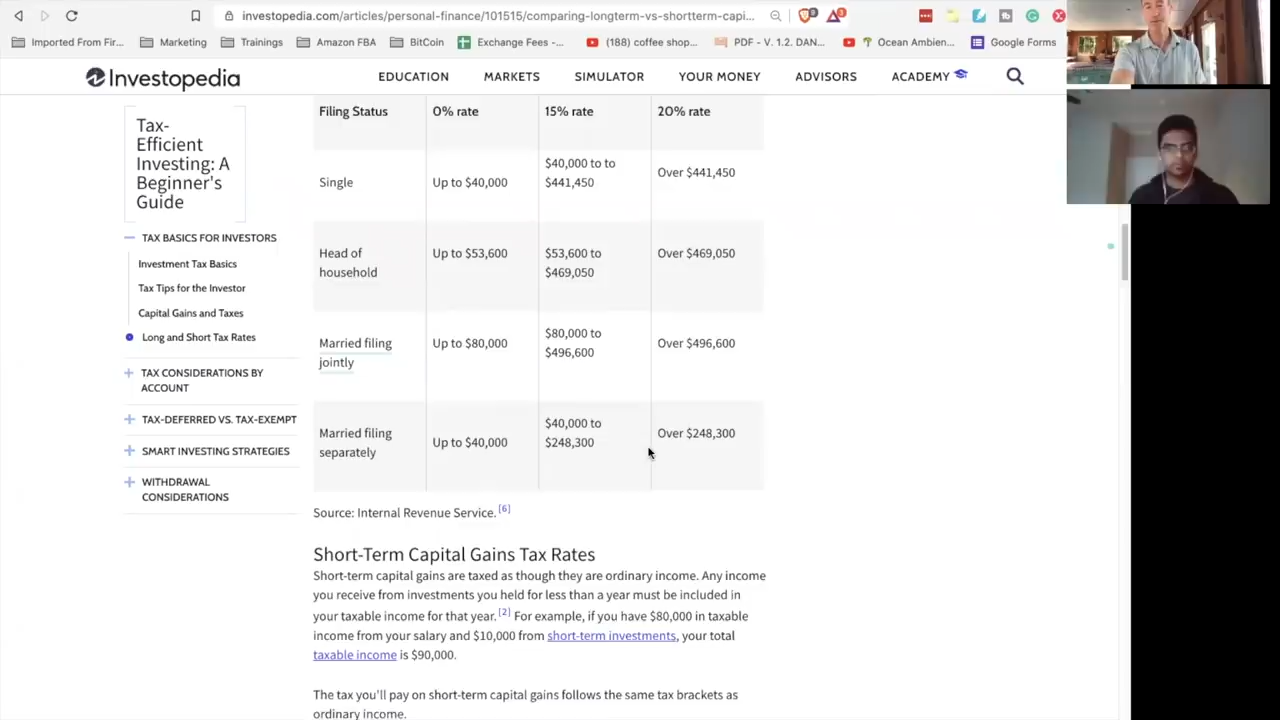 investopedia.com/articles/personal-finance/101515/comparing-longterm-vs-shortterm-capi...
Imported From Fir...
Marketing
Trainings
Amazon FBA
BitCoin
Exchange Fees -...
(188) coffee shop...
PDF - V. 1.2. DAN...
Ocean Ambien...
Google Forms
Investopedia
EDUCATION
MARKETS
SIMULATOR
YOUR MONEY
ADVISORS
ACADEMY
Tax-
Efficient
Investing: A
Beginner's
Guide
TAX BASICS FOR INVESTORS
Investment Tax Basics
Tax Tips for the Investor
Capital Gains and Taxes
Long and Short Tax Rates
TAX CONSIDERATIONS BY
ACCOUNT
TAX-DEFERRED VS. TAX-EXEMPT
SMART INVESTING STRATEGIES
WITHDRAWAL
CONSIDERATIONS
Filing Status
0% rate
15% rate
20% rate
Single
Up to $40,000
$40,000 to to
$441,450
Over $441,450
Head of
household
Up to $53,600
$53,600 to
$469,050
Over $469,050
Married filing
jointly
Up to $80,000
$80,000 to
$496,600
Over $496,600
Married filing
separately
Up to $40,000
$40,000 to
$248,300
Over $248,300
Source: Internal Revenue Service. [6]
Short-Term Capital Gains Tax Rates
Short-term capital gains are taxed as though they are ordinary income. Any income
you receive from investments you held for less than a year must be included in
your taxable income for that year. [2] For example, if you have $80,000 in taxable
income from your salary and $10,000 from short-term investments, your total
taxable income is $90,000.
The tax you'll pay on short-term capital gains follows the same tax brackets as
ordinary income.